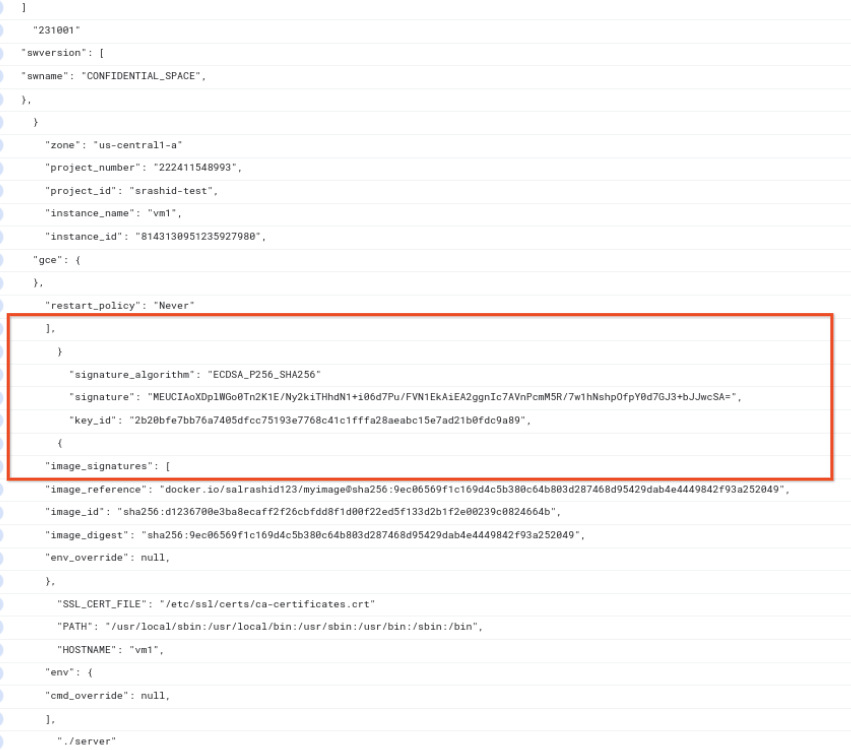 ]
"231001"
"swversion": [
"swname": "CONFIDENTIAL_SPACE",
},
}
"zone": "us-central1-a"
"project_number": "222411548993",
"project_id": "srashid-test",
"instance_name": "vm1",
"instance_id": "8143130951235927980",
"gce": {
},
"restart_policy": "Never"
],
}
"signature_algorithm": "ECDSA_P256_SHA256"
"signature": "MEUCIAoXDplWGo0Tn2K1E/Ny2kiTHhdN1+i06d7Pu/FVN1EkAiEA2ggnIc7AVnPcmM5R/7w1hNshpOfpY0d7GJ3+bJJwcSA=",
"key_id": "2b20bfe7bb76a7405dfcc75193e7768c41c1fffa28aeabc15e7ad21b0fdc9a89",
{
"image_signatures": [
"image_reference": "docker.io/salrashid123/myimage@sha256:9ec06569f1c169d4c5b380c64b803d287468d95429dab4e4449842f93a252049",
"image_id": "sha256:d1236700e3ba8ecaff2f26cbfdd8f1d00f22ed5f133d2b1f2e00239c0824664b",
"image_digest": "sha256:9ec06569f1c169d4c5b380c64b803d287468d95429dab4e4449842f93a252049",
"env_override": null,
},
"SSL_CERT_FILE": "/etc/ssl/certs/ca-certificates.crt"
"PATH": "/usr/local/sbin:/usr/local/bin:/usr/sbin:/usr/bin:/sbin:/bin",
"HOSTNAME": "vm1",
"env": {
"cmd_override": null,
],
"./server"